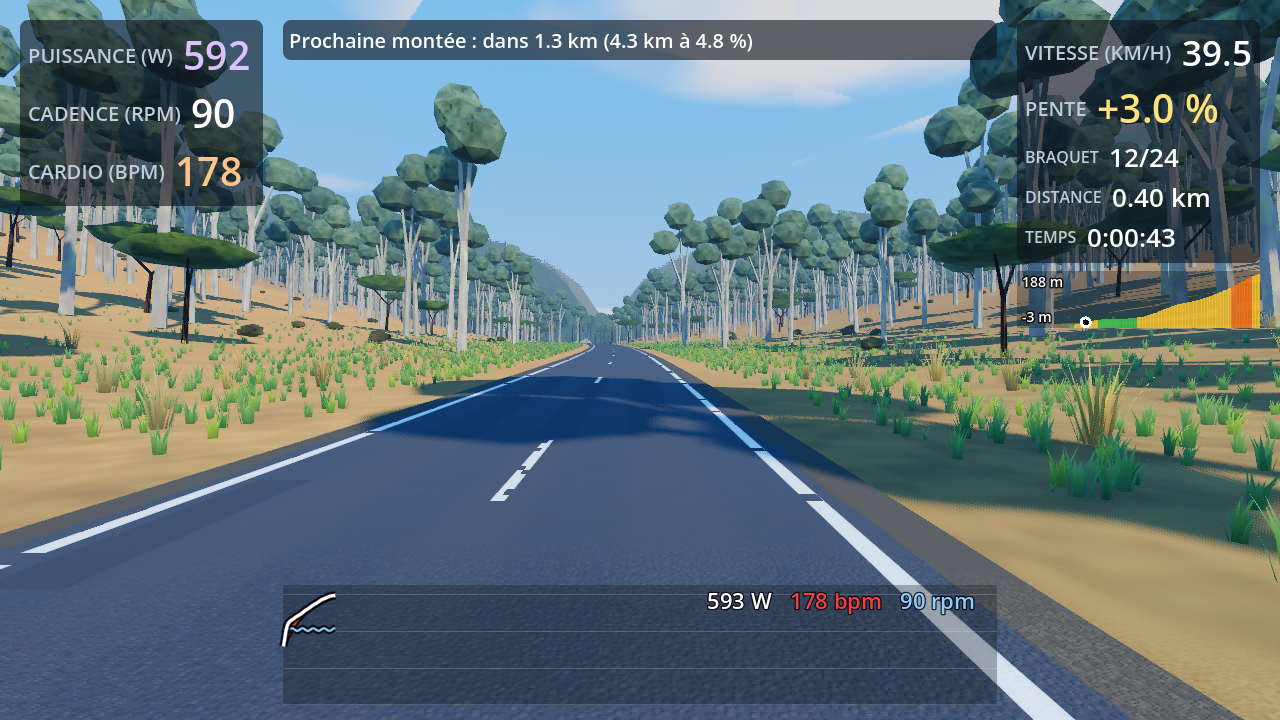 PUISSANCE (W) 592
CADENCE (RPM) 90
CARDIO (BPM) 178
Prochaine montée : dans 1.3 km (4.3 km à 4.8 %)
VITESSE (KM/H) 39.5
PENTE +3.0 %
BRAQUET 12/24
DISTANCE 0.40 km
TEMPS 0:00:43
188 m
-3 m
593 W 178 bpm 90 rpm